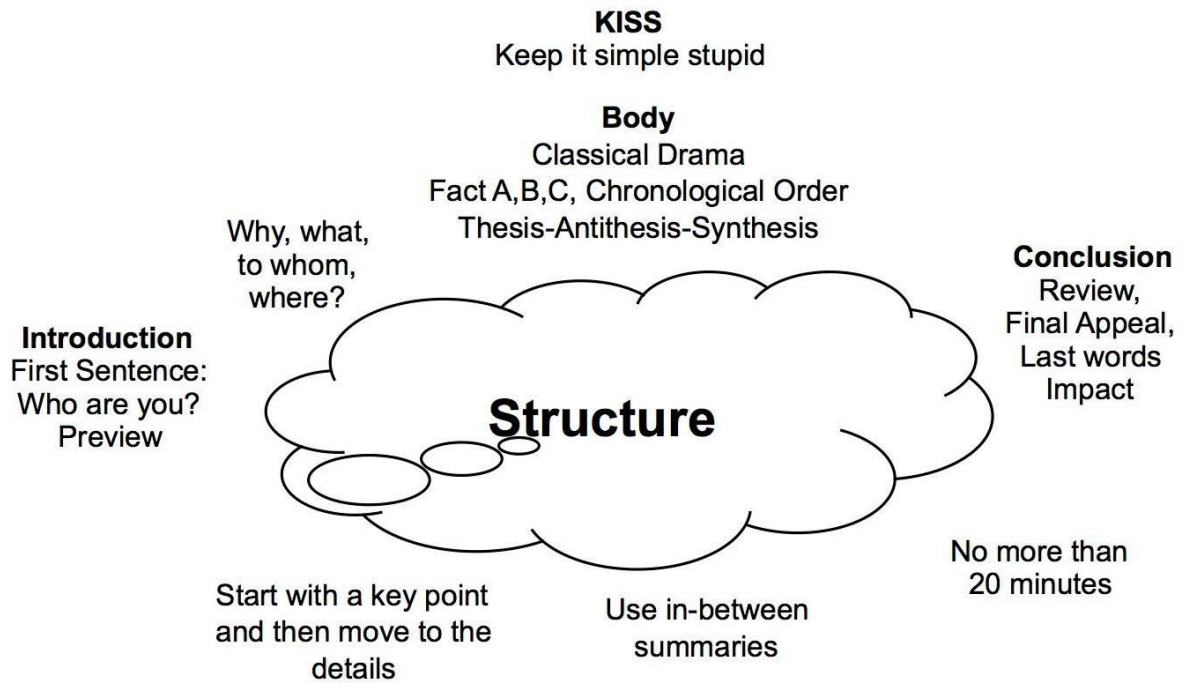 KISS
Keep it simple stupid
Body
Classical Drama
Fact A,B,C, Chronological Order
Thesis-Antithesis-Synthesis
Why, what,
to whom,
where?
Conclusion
Review,
Final Appeal,
Last words
Impact
Introduction
First Sentence:
Who are you?
Preview
Structure
No more than
20 minutes
Start with a key point
and then move to the
details
Use in-between
summaries